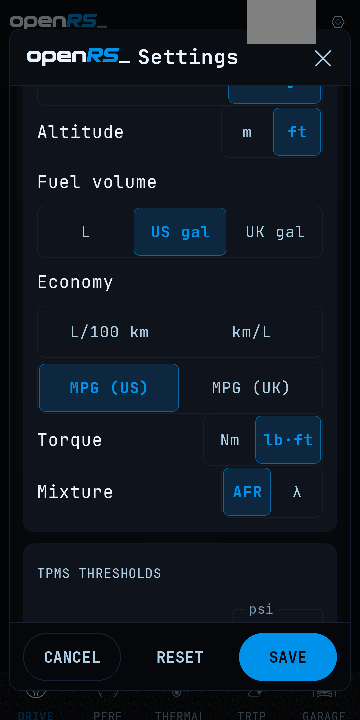 openRS_
openRS_ Settings
Altitude m ft
Fuel volume
L US gal UK gal
Economy
L/100 km km/L
MPG (US) MPG (UK)
Torque Nm lb·ft
Mixture AFR λ
TPMS THRESHOLDS
psi
CANCEL RESET SAVE
DRIVE PERF THERMAL TRIP GARAGE